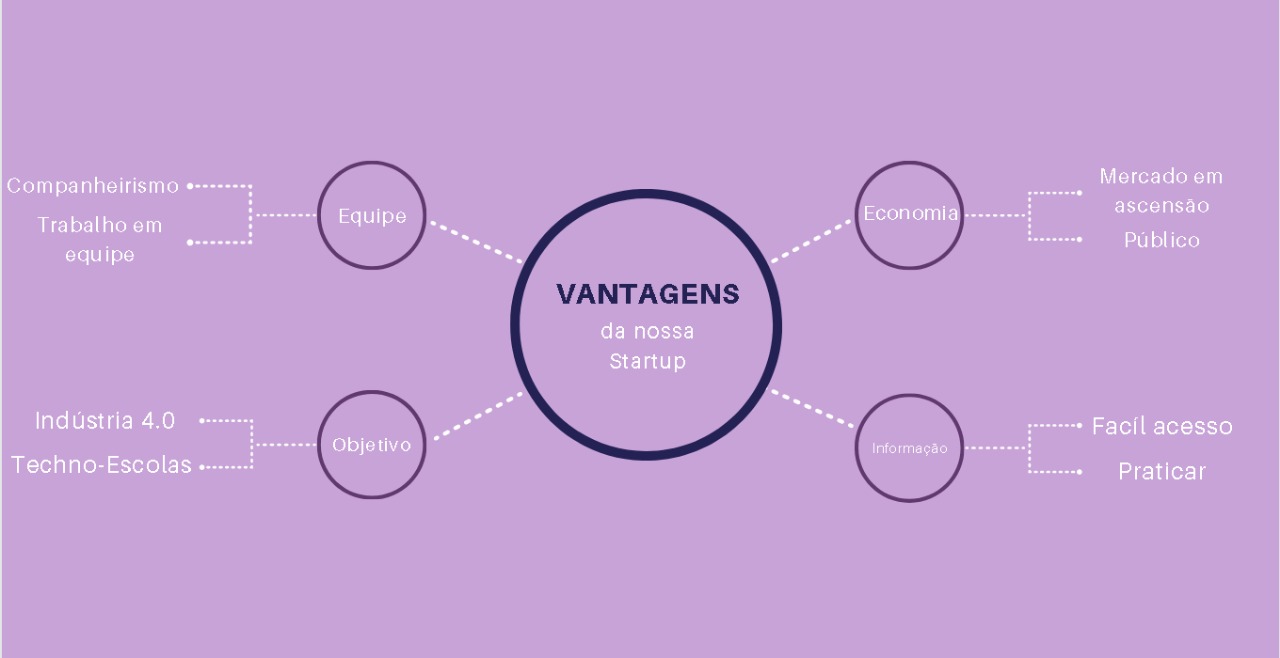 Companheirismo
Trabalho em
equipe
Equipe
Indústria 4.0
Techno-Escolas
Objetivo
VANTAGENS
da nossa
Startup
Economia
Mercado em
ascensão
Público
Informação
Facíl acesso
Praticar